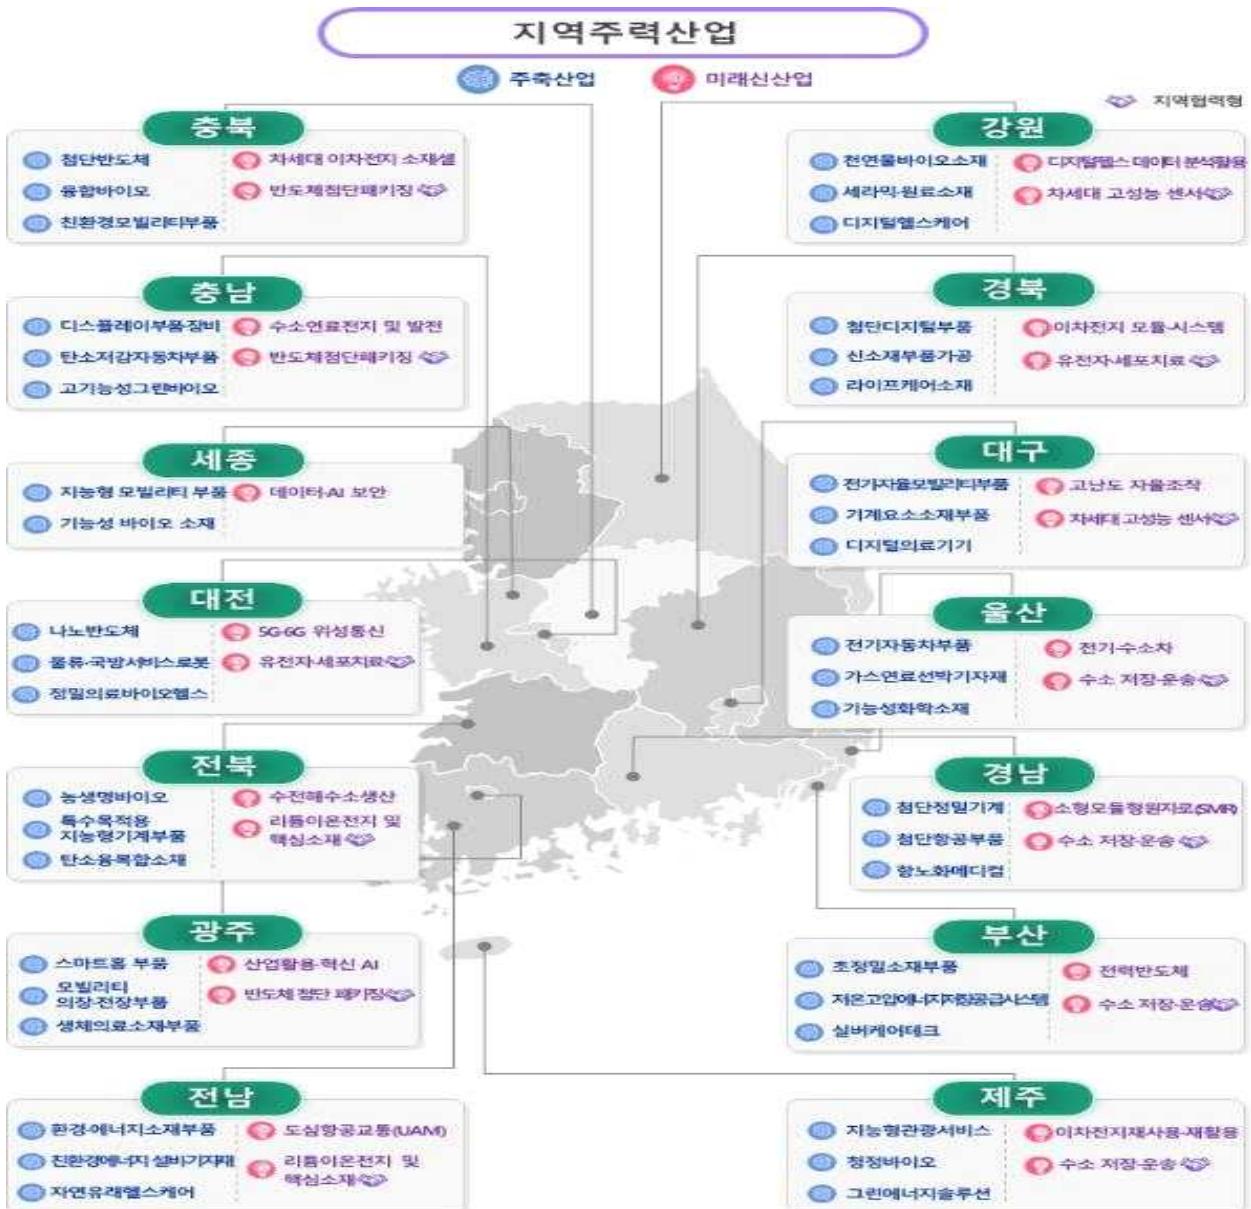 지역주력산업
주축산업
미래신산업
지역협력형
충북
첨단반도체
융합바이오
친환경모빌리티부품
차세대 이차전지 소재·셀
반도체첨단패키징
충남
디스플레이부품·장비
탄소저감자동차부품
고기능성그린바이오
수소연료전지 및 발전
반도체첨단패키징
세종
지능형 모빌리티 부품
기능성 바이오 소재
데이터·AI 보안
대전
나노반도체
물류·국방서비스로봇
정밀의료바이오헬스
5G·6G 위성통신
유전자·세포치료
전북
농생명바이오
특수목적용
지능형기계부품
탄소융복합소재
수전해수소생산
리튬이온전지 및
핵심소재
광주
스마트홈 부품
모빌리티
의장·전장부품
생체의료소재부품
산업활용·혁신 AI
반도체 첨단 패키징
전남
환경·에너지소재부품
친환경에너지 설비·기자재
자연유래헬스케어
도심항공교통(UAM)
리튬이온전지 및
핵심소재
강원
천연물바이오소재
세라믹·원료소재
디지털헬스케어
디지털헬스 데이터 분석·활용
차세대 고성능 센서
경북
첨단디지털부품
신소재부품가공
라이프케어소재
이차전지 모듈·시스템
유전자·세포치료
대구
전기·자율모빌리티부품
기계요소소재부품
디지털의료기기
고난도 자율조작
차세대 고성능 센서
울산
전기자동차부품
가스연료선박기자재
기능성화학소재
전기·수소차
수소 저장·운송
경남
첨단정밀기계
첨단항공부품
항노화메디컬
소형모듈형원자로(SMR)
수소 저장·운송
부산
초정밀소재부품
저온고압에너지저장공급시스템
실버케어테크
전력반도체
수소 저장·운송
제주
지능형관광서비스
청정바이오
그린에너지솔루션
이차전지재사용·재활용
수소 저장·운송